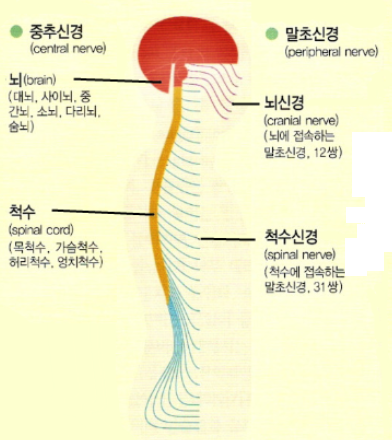 중추신경
(central nerve)
뇌(brain)
(대뇌, 사이뇌, 중
간뇌, 소뇌, 다리뇌,
숨뇌)
척수
(spinal cord)
(목척수, 가슴척수,
허리척수, 엉치척수)
말초신경
(peripheral nerve)
뇌신경
(cranial nerve)
(뇌에 접속하는
말초신경, 12쌍)
척수신경
(spinal nerve)
(척수에 접속하는
말초신경, 31쌍)